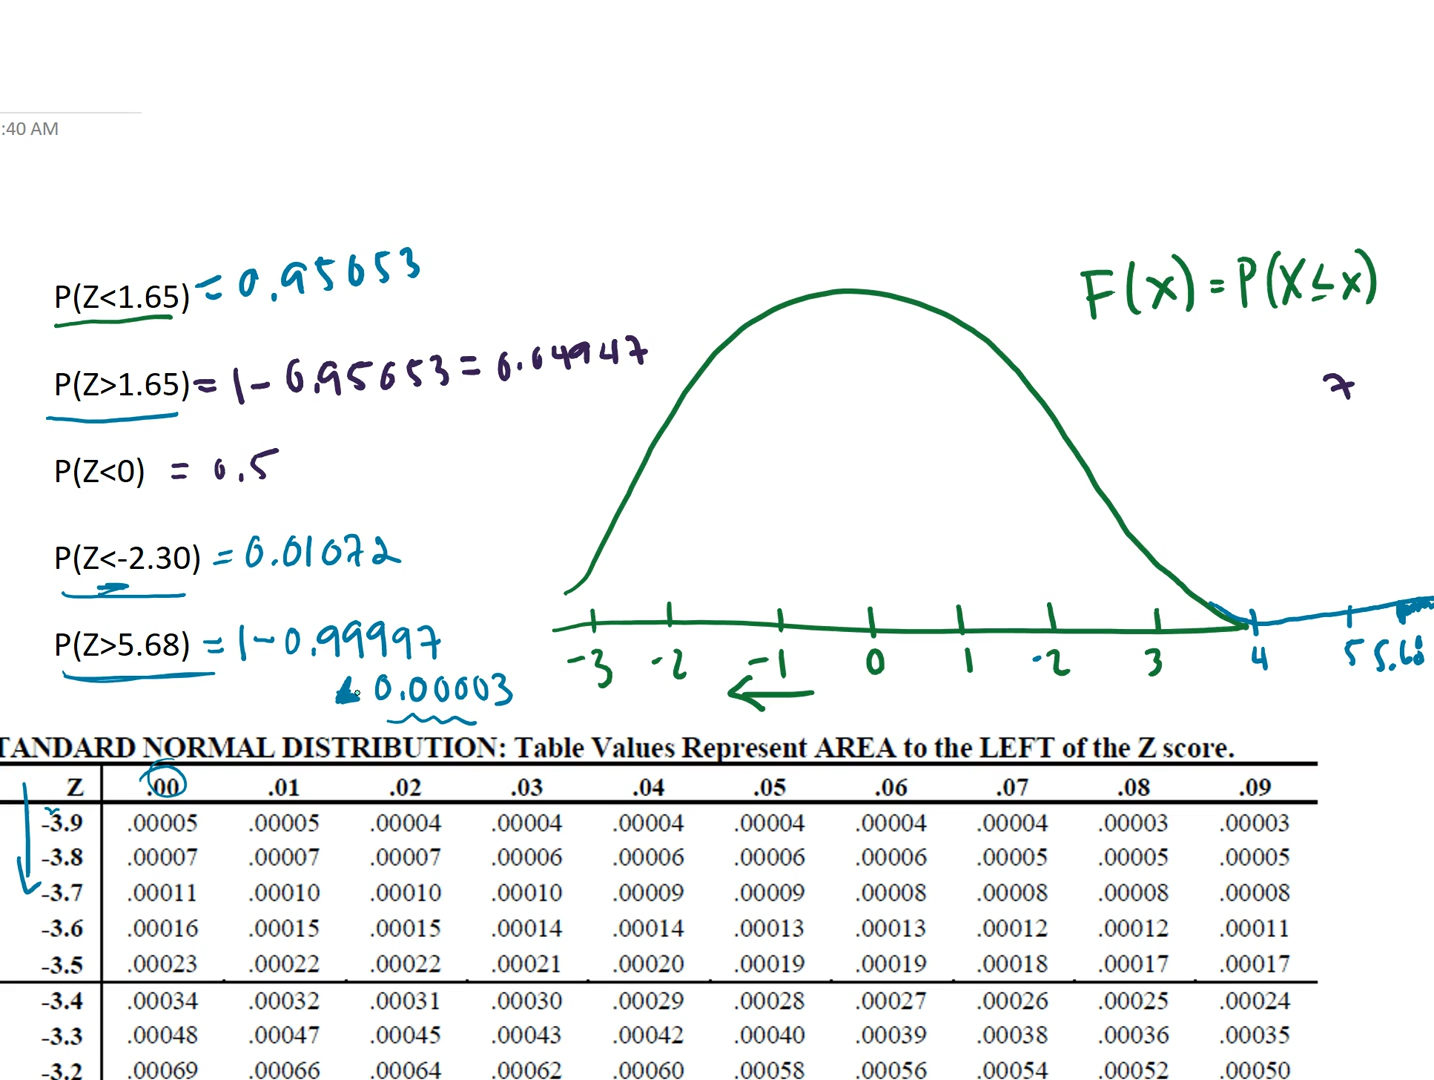 :40 AM
P(Z<1.65) = 0.95053
F(x) = P(X≤x)
P(Z>1.65) = 1 - 0.95053 = 0.04947
z
P(Z<0) = 0.5
P(Z<-2.30) = 0.01072
P(Z>5.68) = 1 - 0.99997
-3 -2 -1 0 1 -2 3 4 5 5.68
0.00003
TANDARD NORMAL DISTRIBUTION: Table Values Represent AREA to the LEFT of the Z score.
Z .00 .01 .02 .03 .04 .05 .06 .07 .08 .09
-3.9 .00005 .00005 .00004 .00004 .00004 .00004 .00004 .00004 .00003 .00003
-3.8 .00007 .00007 .00007 .00006 .00006 .00006 .00006 .00005 .00005 .00005
-3.7 .00011 .00010 .00010 .00010 .00009 .00009 .00008 .00008 .00008 .00008
-3.6 .00016 .00015 .00015 .00014 .00014 .00013 .00013 .00012 .00012 .00011
-3.5 .00023 .00022 .00022 .00021 .00020 .00019 .00019 .00018 .00017 .00017
-3.4 .00034 .00032 .00031 .00030 .00029 .00028 .00027 .00026 .00025 .00024
-3.3 .00048 .00047 .00045 .00043 .00042 .00040 .00039 .00038 .00036 .00035
-3.2 .00069 .00066 .00064 .00062 .00060 .00058 .00056 .00054 .00052 .00050